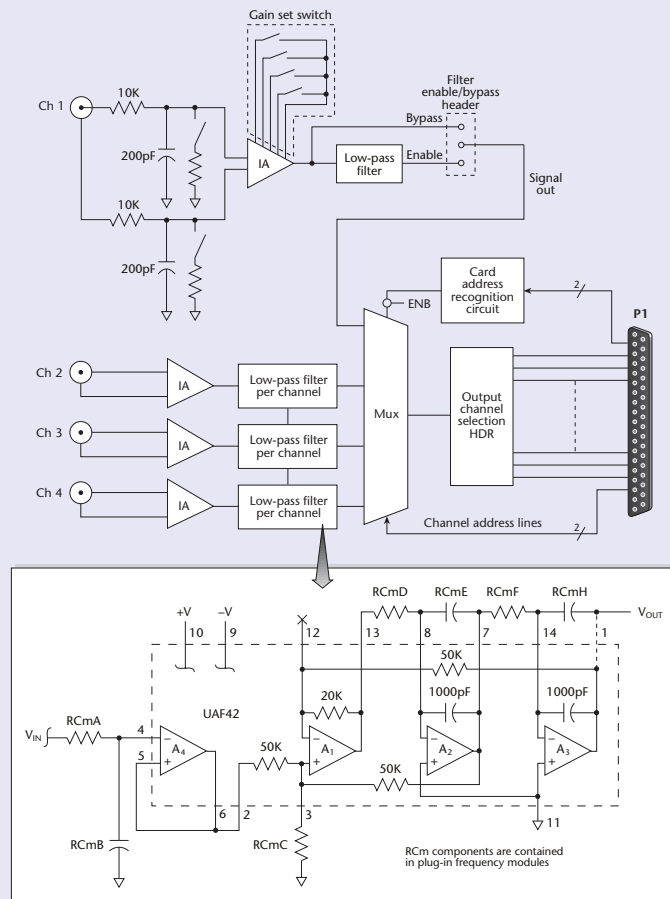 Gain set switch
Ch 1
10K
200pF
10K
200pF
IA
Low-pass
filter
Bypass
Enable
Filter
enable/bypass
header
Signal
out
Card
address
recognition
circuit
2
P1
ENB
Ch 2
IA
Low-pass filter
per channel
Ch 3
IA
Low-pass filter
per channel
Ch 4
IA
Low-pass filter
per channel
Mux
Output
channel
selection
HDR
Channel address lines
2
RCmD
RCmE
RCmF
RCmH
VOUT
+V
–V
10
9
12
13
8
7
14
1
50K
20K
1000pF
1000pF
UAF42
VIN
RCmA
4
5
A4
–
+
50K
A1
–
+
A2
–
+
A3
–
+
50K
6
2
3
11
RCmB
RCmC
RCm components are contained
in plug-in frequency modules